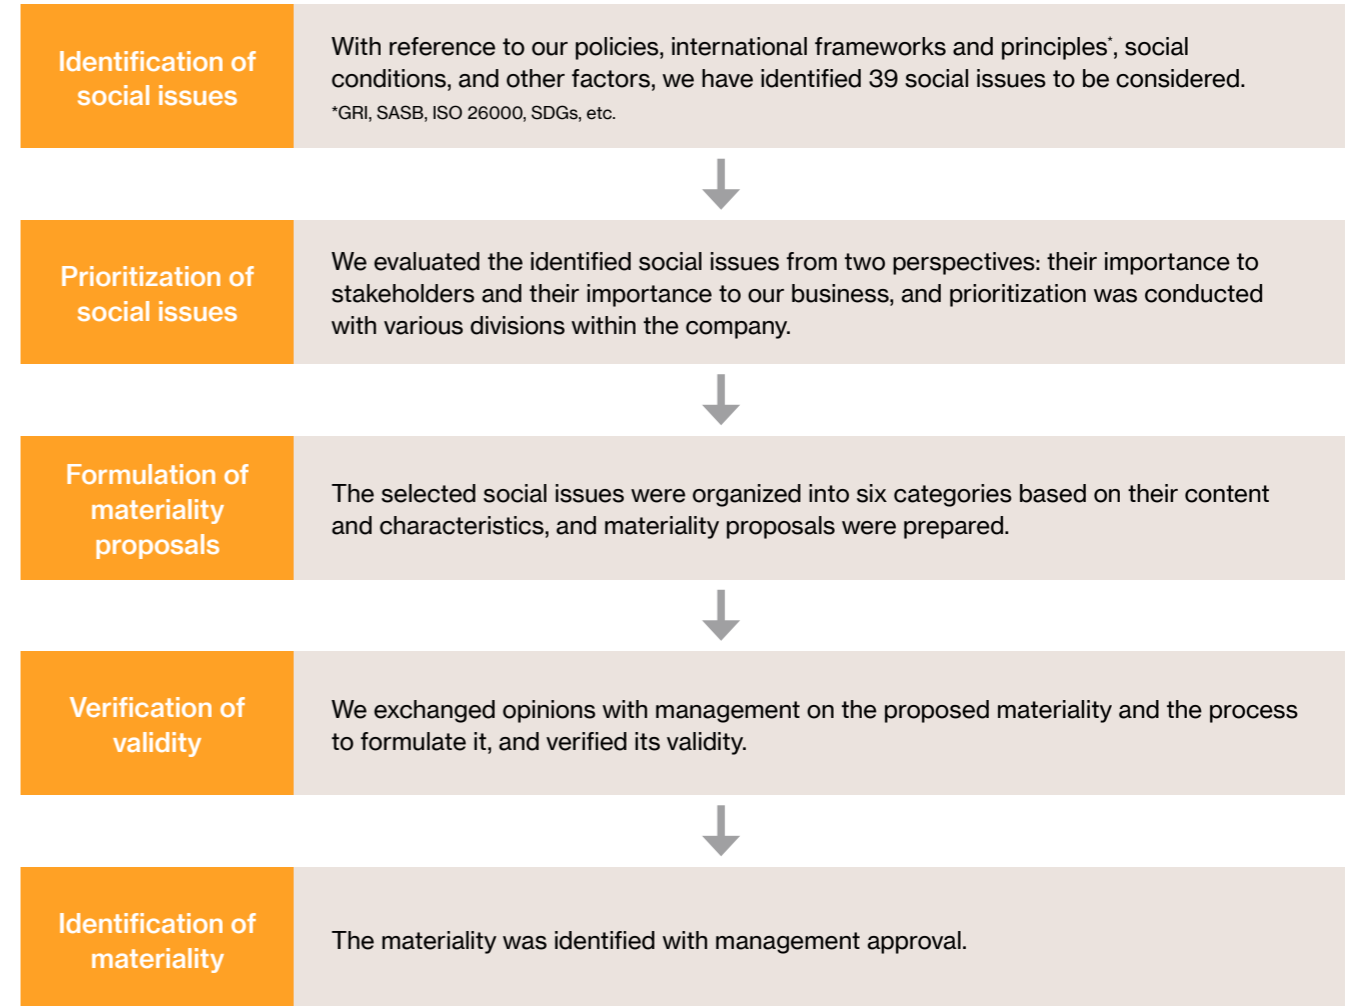 Identification of
social issues
With reference to our policies, international frameworks and principles*, social
conditions, and other factors, we have identified 39 social issues to be considered.
*GRI, SASB, ISO 26000, SDGs, etc.
Prioritization of
social issues
We evaluated the identified social issues from two perspectives: their importance to
stakeholders and their importance to our business, and prioritization was conducted
with various divisions within the company.
Formulation of
materiality
proposals
The selected social issues were organized into six categories based on their content
and characteristics, and materiality proposals were prepared.
Verification of
validity
We exchanged opinions with management on the proposed materiality and the process
to formulate it, and verified its validity.
Identification of
materiality
The materiality was identified with management approval.